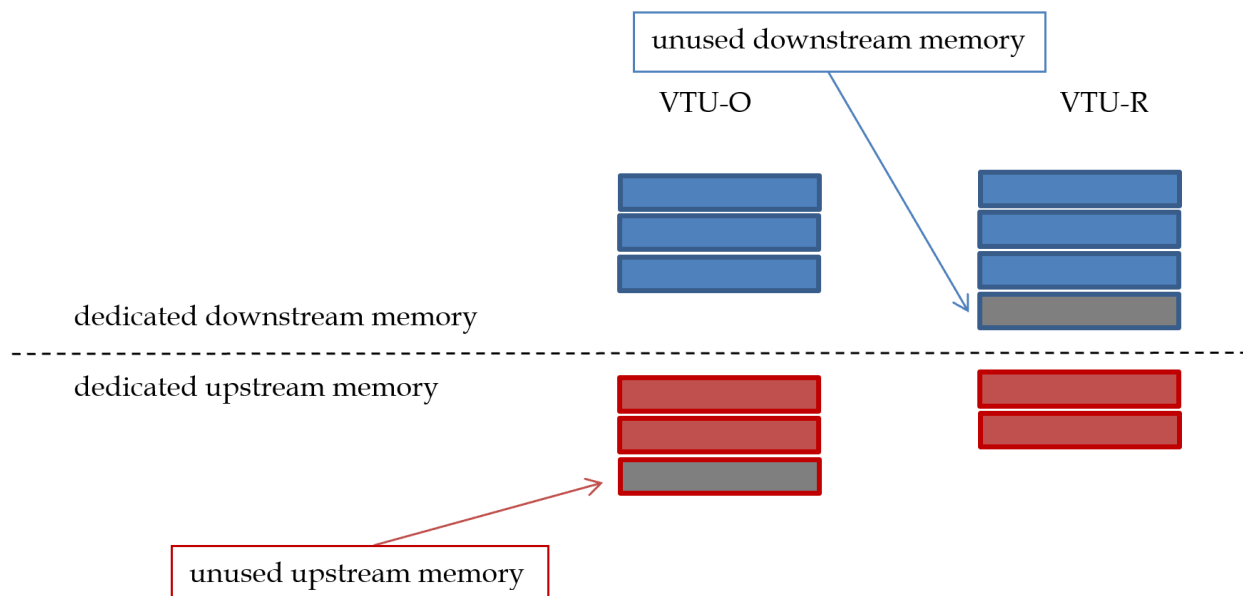 unused downstream memory
VTU-O
VTU-R
dedicated downstream memory
dedicated upstream memory
unused upstream memory